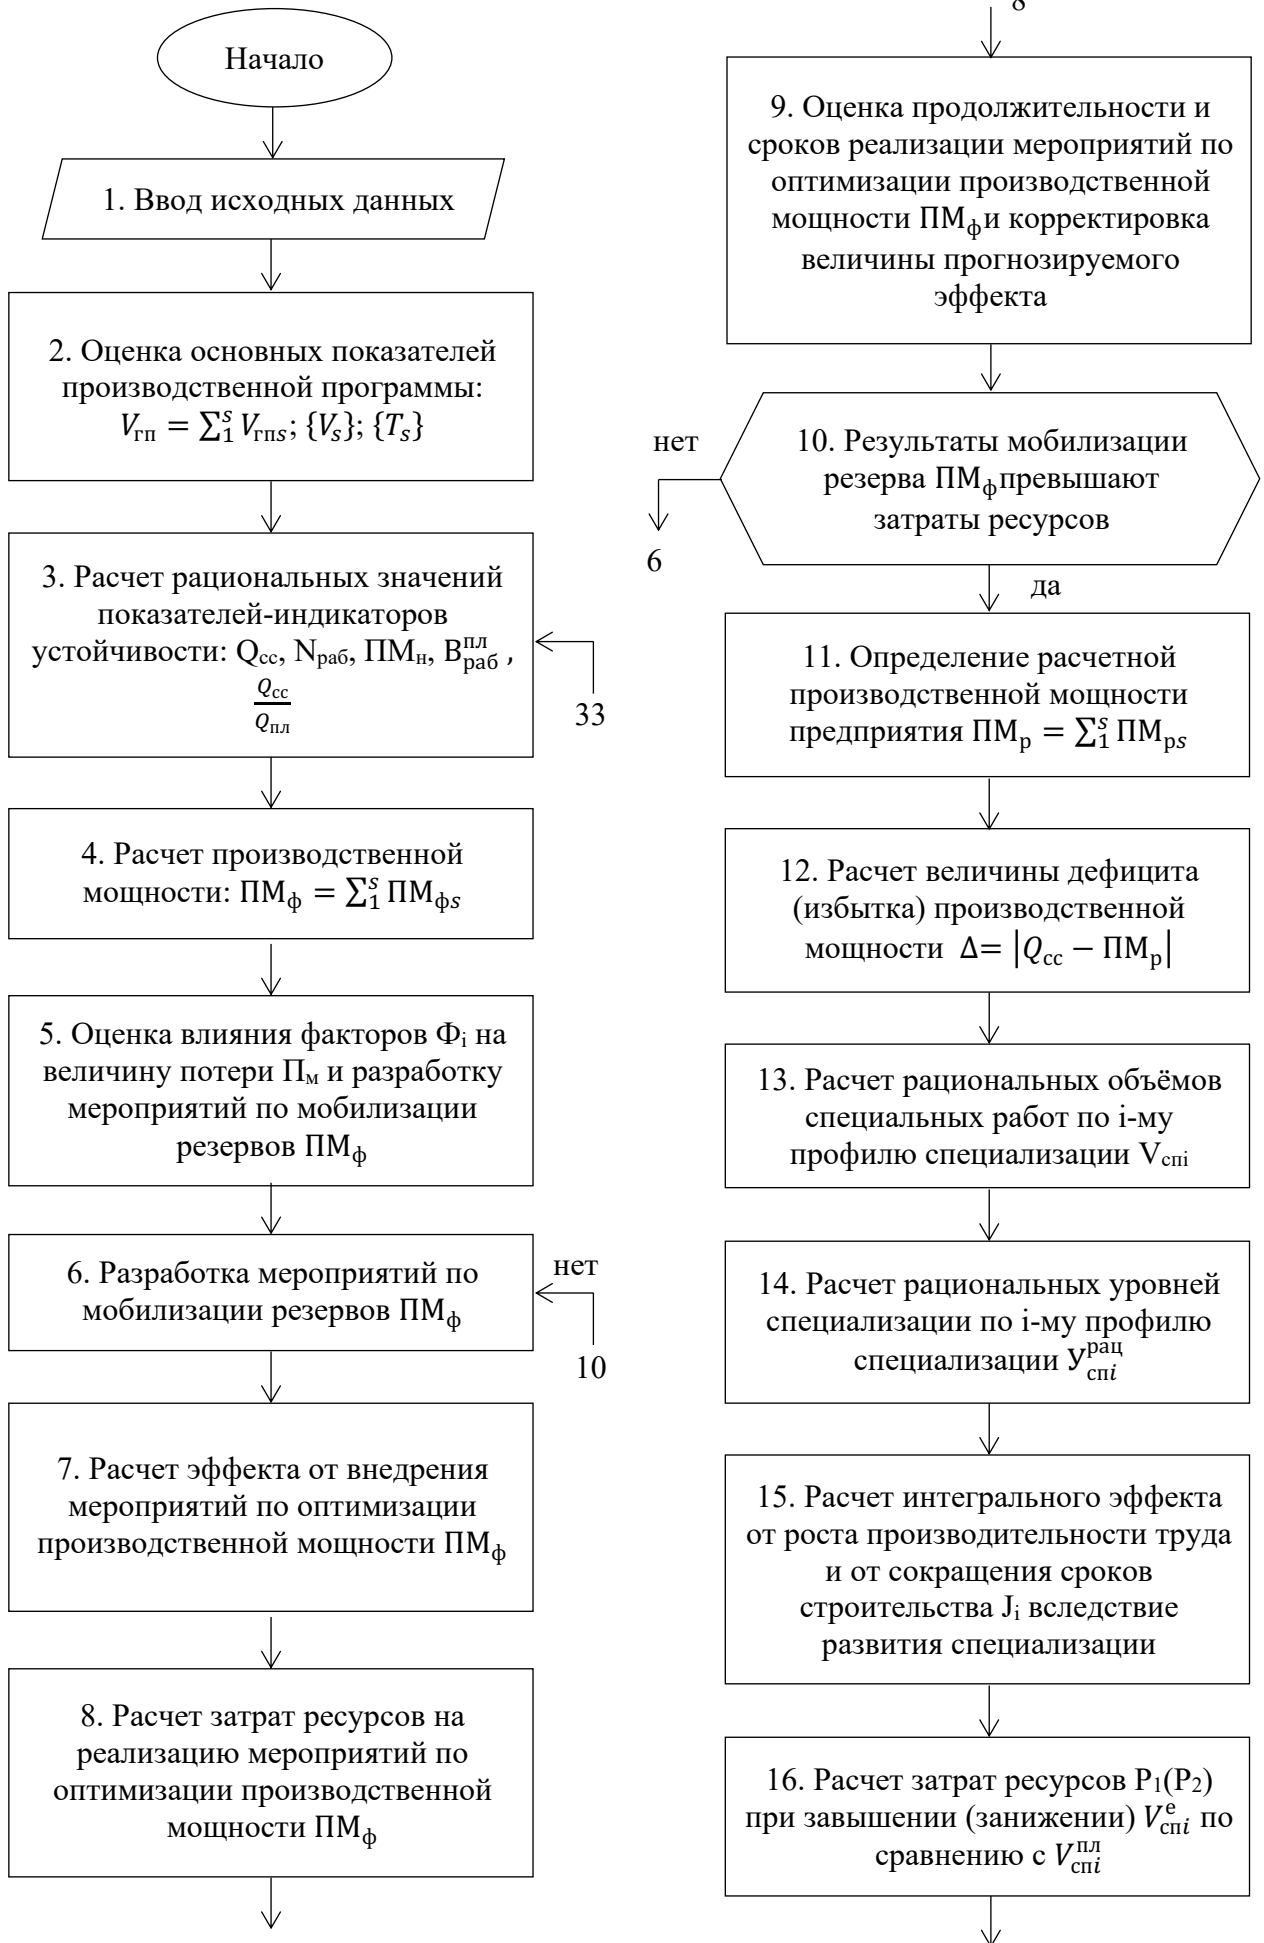 Начало
1. Ввод исходных данных
2. Оценка основных показателей
производственной программы:
V_гп = ∑₁ˢ V_гпs; {V_s}; {T_s}
3. Расчет рациональных значений
показателей-индикаторов
устойчивости: Q_сс, N_раб, ПМ_н, В_раб^пл ,
Q_сс / Q_пл
33
4. Расчет производственной
мощности: ПМ_ф = ∑₁ˢ ПМ_фs
5. Оценка влияния факторов Ф_i на
величину потери П_м и разработку
мероприятий по мобилизации
резервов ПМ_ф
6. Разработка мероприятий по
мобилизации резервов ПМ_ф
нет
10
7. Расчет эффекта от внедрения
мероприятий по оптимизации
производственной мощности ПМ_ф
8. Расчет затрат ресурсов на
реализацию мероприятий по
оптимизации производственной
мощности ПМ_ф
8
9. Оценка продолжительности и
сроков реализации мероприятий по
оптимизации производственной
мощности ПМ_ф и корректировка
величины прогнозируемого
эффекта
нет
10. Результаты мобилизации
резерва ПМ_ф превышают
затраты ресурсов
6
да
11. Определение расчетной
производственной мощности
предприятия ПМ_р = ∑₁ˢ ПМ_рs
12. Расчет величины дефицита
(избытка) производственной
мощности Δ= |Q_сс − ПМ_р|
13. Расчет рациональных объёмов
специальных работ по i-му
профилю специализации V_спi
14. Расчет рациональных уровней
специализации по i-му профилю
специализации У_спi^рац
15. Расчет интегрального эффекта
от роста производительности труда
и от сокращения сроков
строительства J_i вследствие
развития специализации
16. Расчет затрат ресурсов Р₁(Р₂)
при завышении (занижении) V_спi^е по
сравнению с V_спi^пл